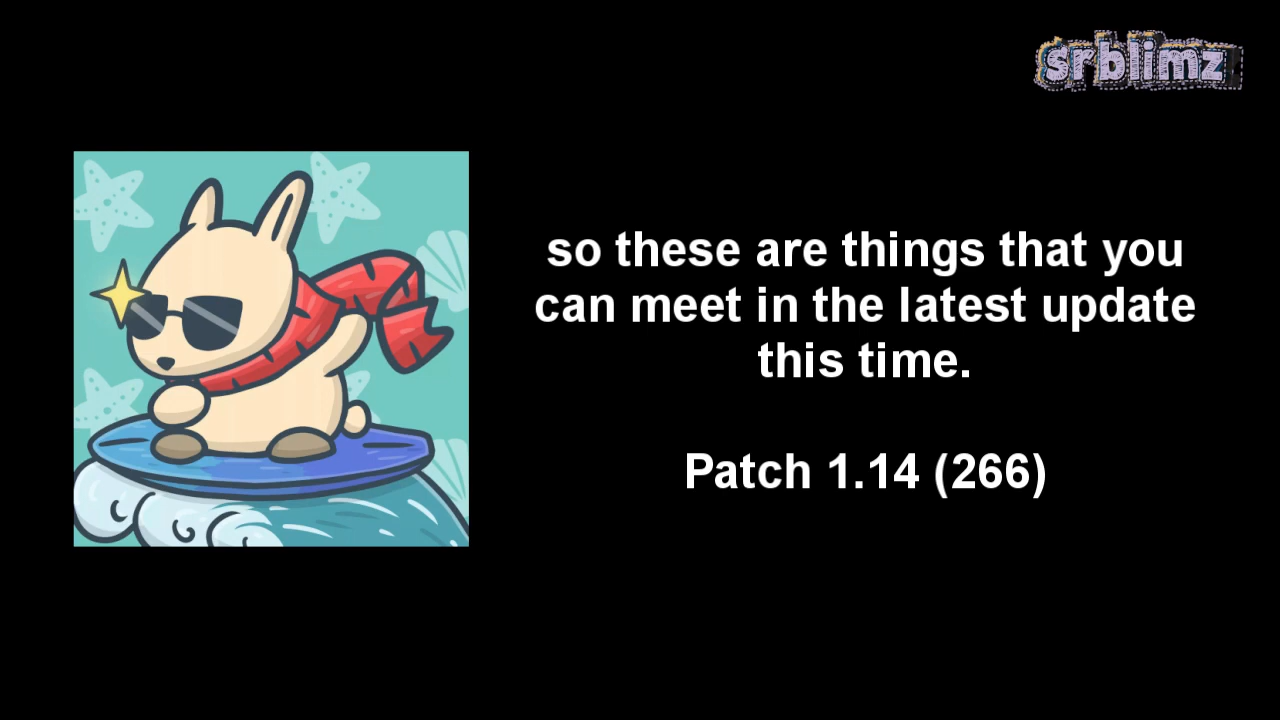 srblimz
so these are things that you
can meet in the latest update
this time.
Patch 1.14 (266)